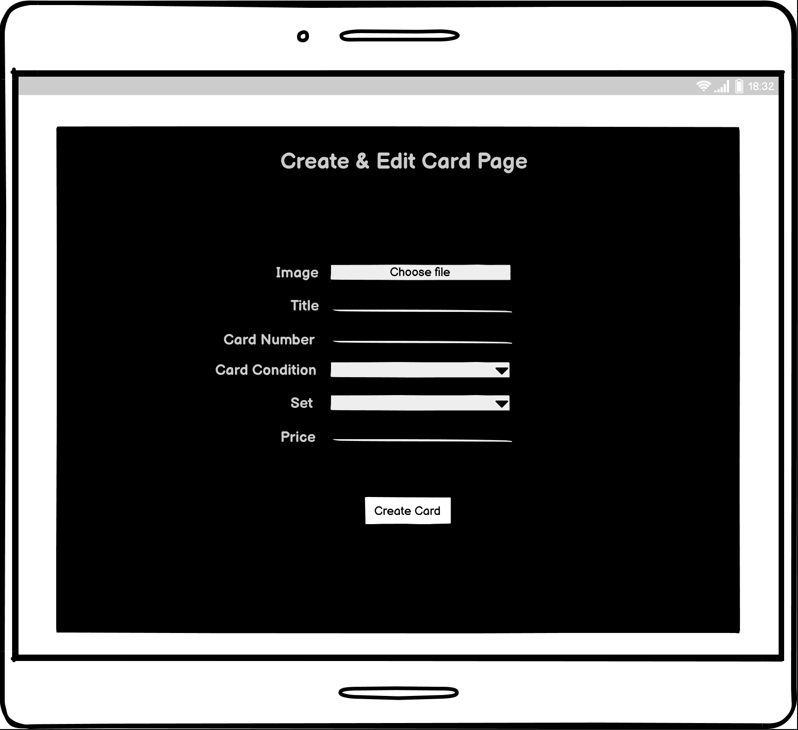 18:32
Create & Edit Card Page
Image Choose file
Title
Card Number
Card Condition
Set
Price
Create Card